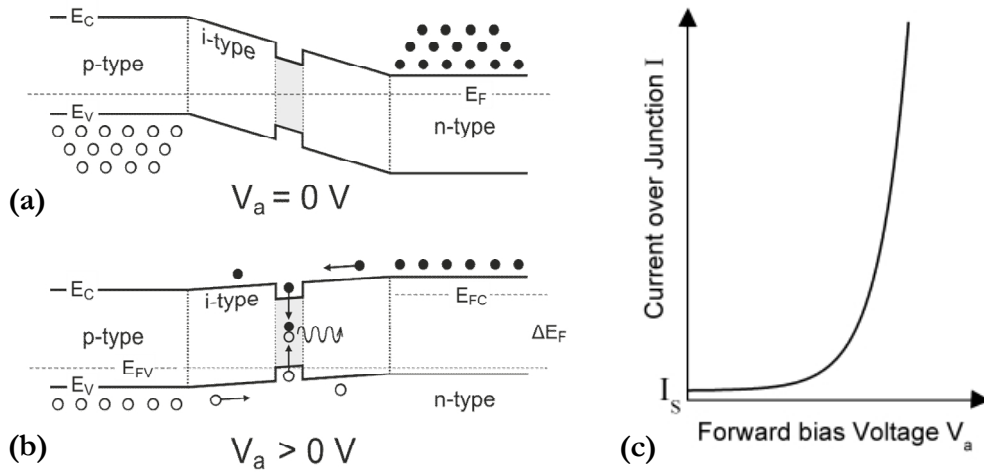 E_C
i-type
p-type
E_F
E_V
n-type
(a)
V_a = 0 V
E_C
i-type
E_FC
p-type
ΔE_F
E_FV
E_V
n-type
(b)
V_a > 0 V
Current over Junction I
I_S
Forward bias Voltage V_a
(c)